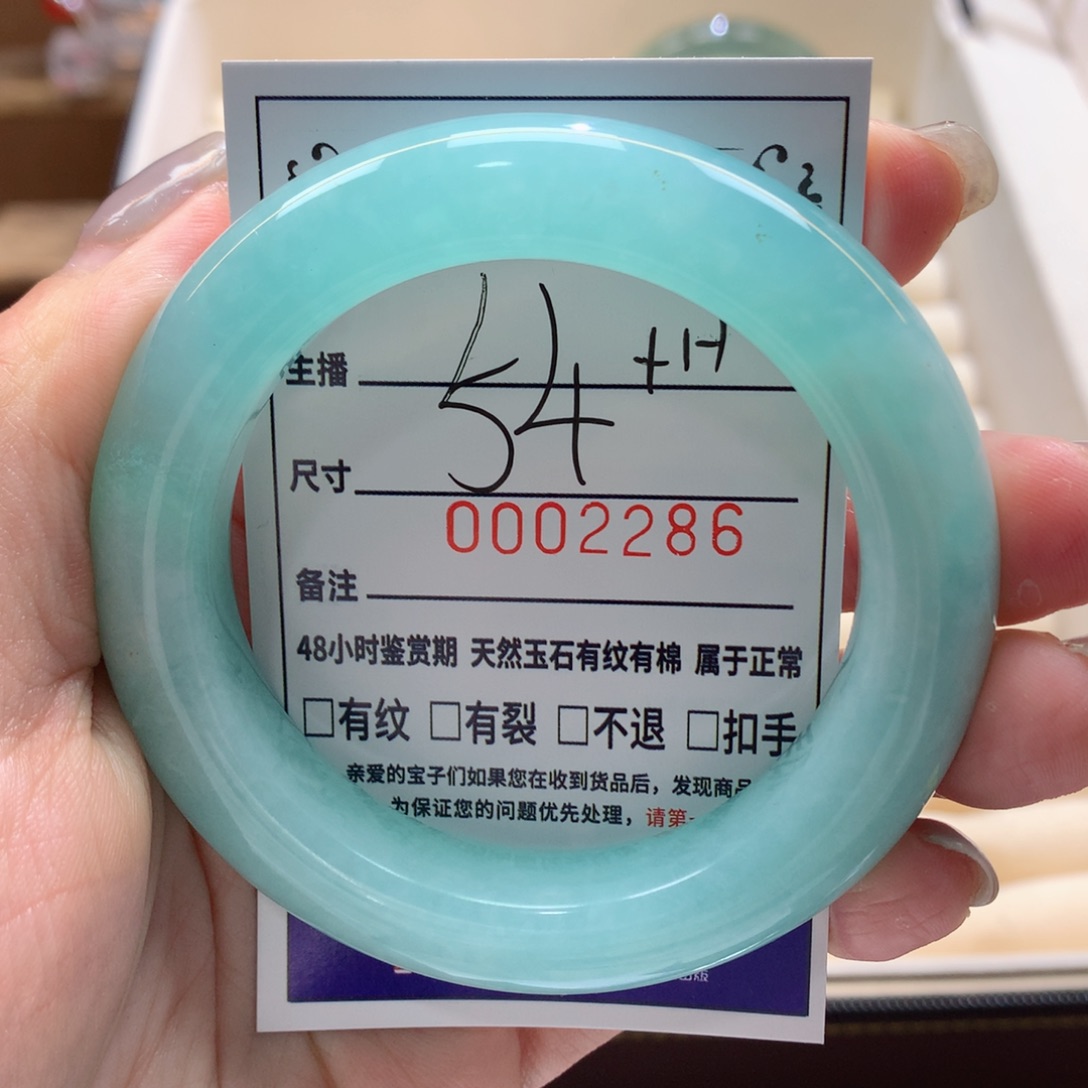 +H
主播
54
尺寸
0002286
备注
48小时鉴赏期 天然玉石有纹有棉 属于正常
□有纹 □有裂 □不退 □扣手
亲爱的宝子们如果您在收到货品后，发现商品
为保证您的问题优先处理，请第一